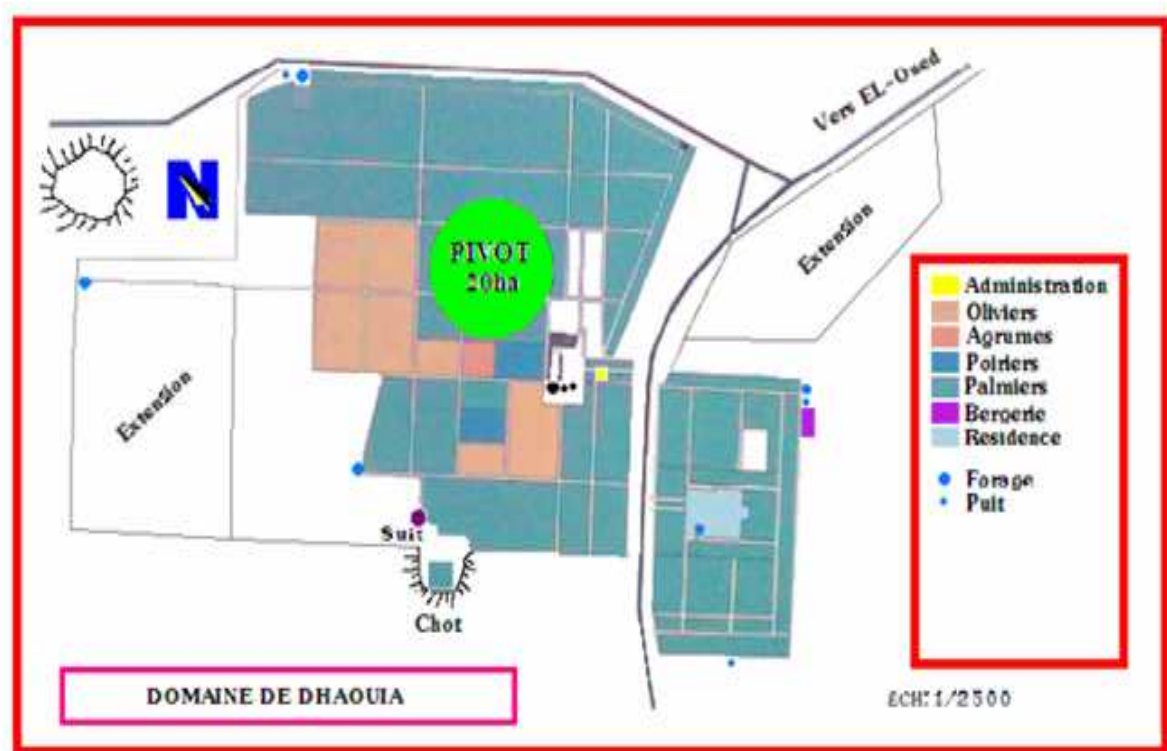 Vers EL-Oued
N
Extension
PIVOT
20ha
Administration
Oliviers
Agrumes
Poiriers
Palmiers
Bergerie
Residence
Forage
Puit
Extension
Suit
Chot
DOMAINE DE DHAOUIA
ECH:1/2500